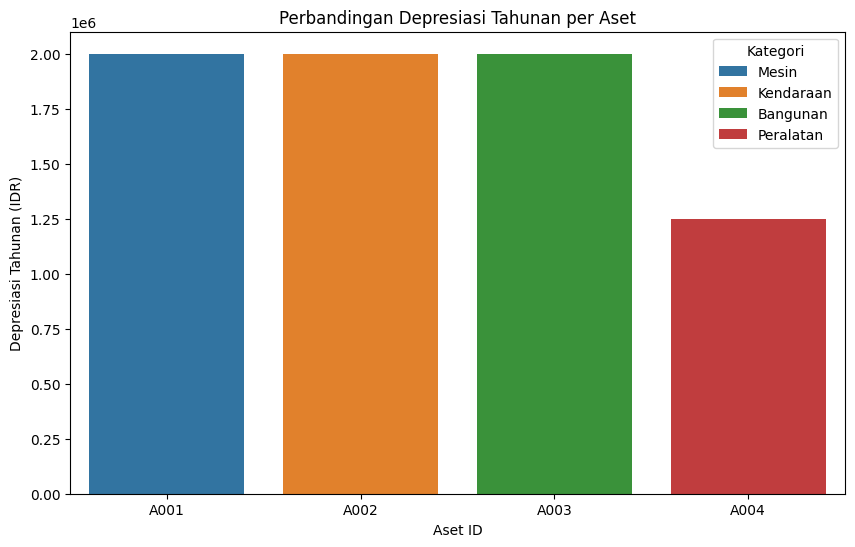 Perbandingan Depresiasi Tahunan per Aset
1e6
2.00
1.75
1.50
1.25
1.00
0.75
0.50
0.25
0.00
Depresiasi Tahunan (IDR)
Kategori
Mesin
Kendaraan
Bangunan
Peralatan
A001
A002
A003
A004
Aset ID